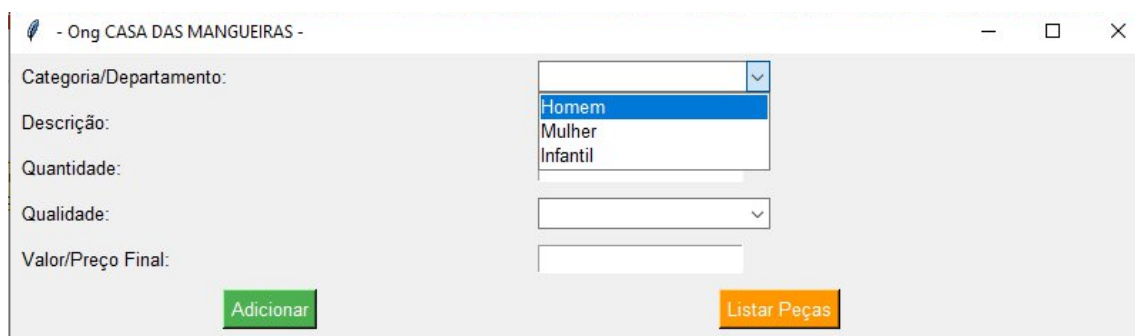 - Ong CASA DAS MANGUEIRAS -
Categoria/Departamento:
Homem
Mulher
Infantil
Descrição:
Quantidade:
Qualidade:
Valor/Preço Final:
Adicionar
Listar Peças